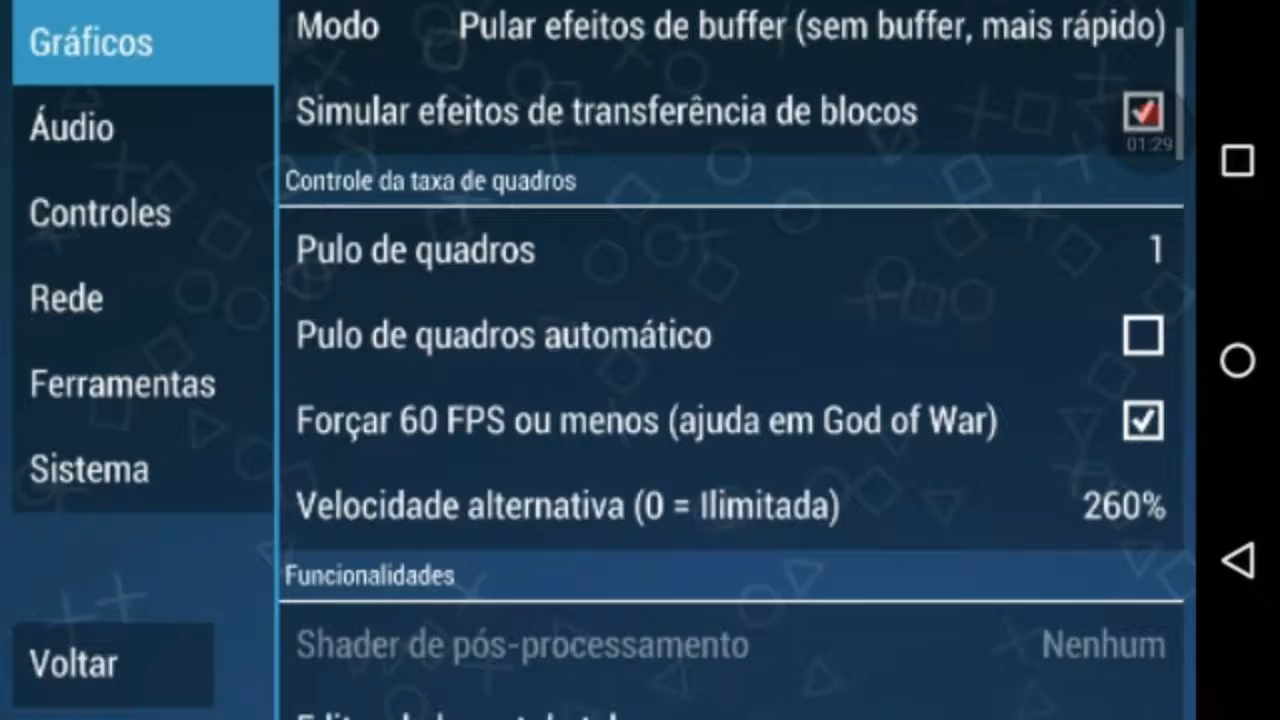 Gráficos
Áudio
Controles
Rede
Ferramentas
Sistema
Voltar
Modo Pular efeitos de buffer (sem buffer, mais rápido)
Simular efeitos de transferência de blocos
01:29
Controle da taxa de quadros
Pulo de quadros 1
Pulo de quadros automático
Forçar 60 FPS ou menos (ajuda em God of War)
Velocidade alternativa (0 = Ilimitada) 260%
Funcionalidades
Shader de pós-processamento Nenhum